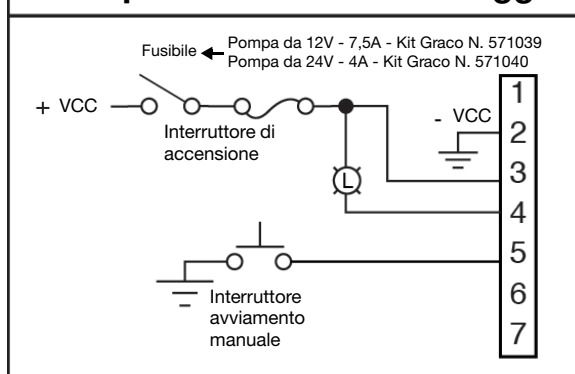 Fusibile
Pompa da 12V - 7,5A - Kit Graco N. 571039
Pompa da 24V - 4A - Kit Graco N. 571040
+ VCC
Interruttore di
accensione
- VCC
L
1
2
3
4
5
6
7
Interruttore
avviamento
manuale